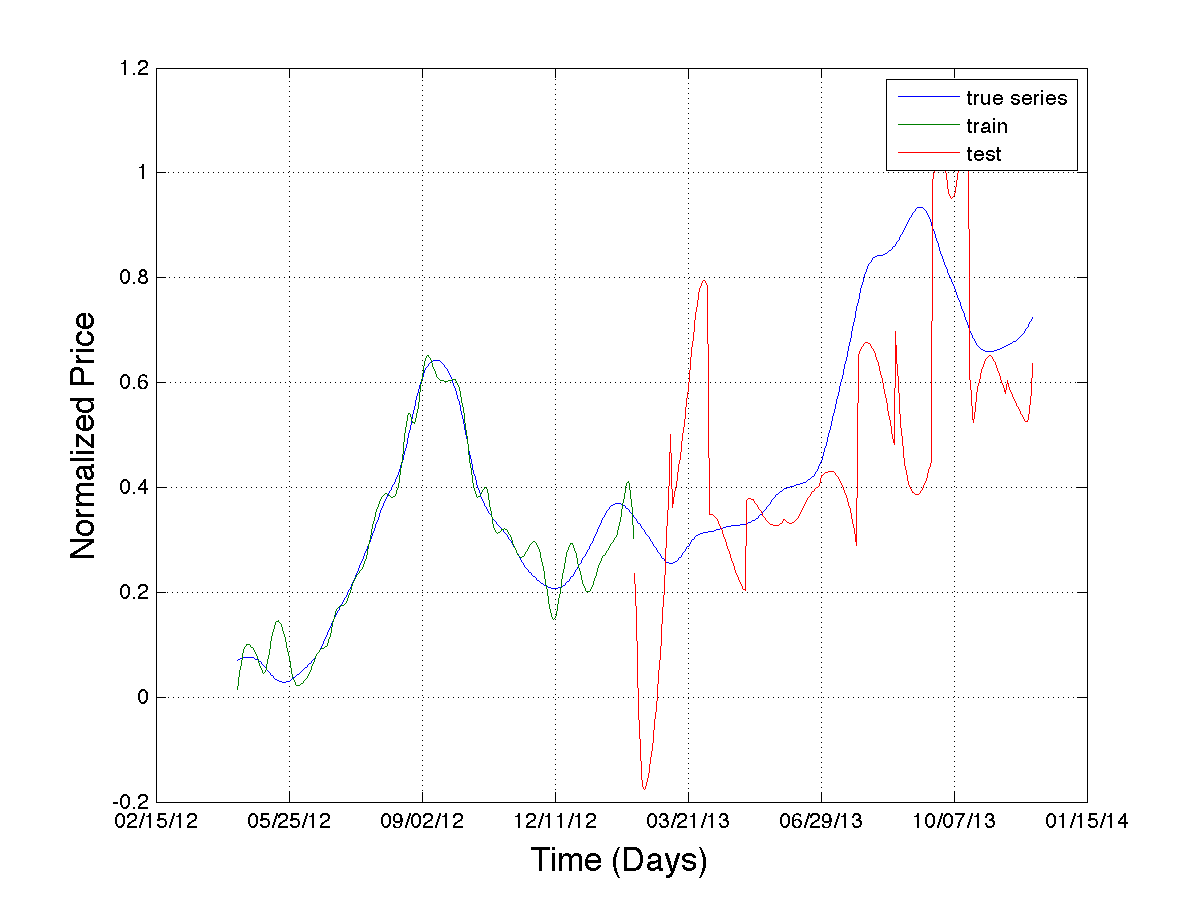 1.2
1
0.8
0.6
0.4
0.2
0
-0.2
Normalized Price
true series
train
test
02/15/12 05/25/12 09/02/12 12/11/12 03/21/13 06/29/13 10/07/13 01/15/14
Time (Days)